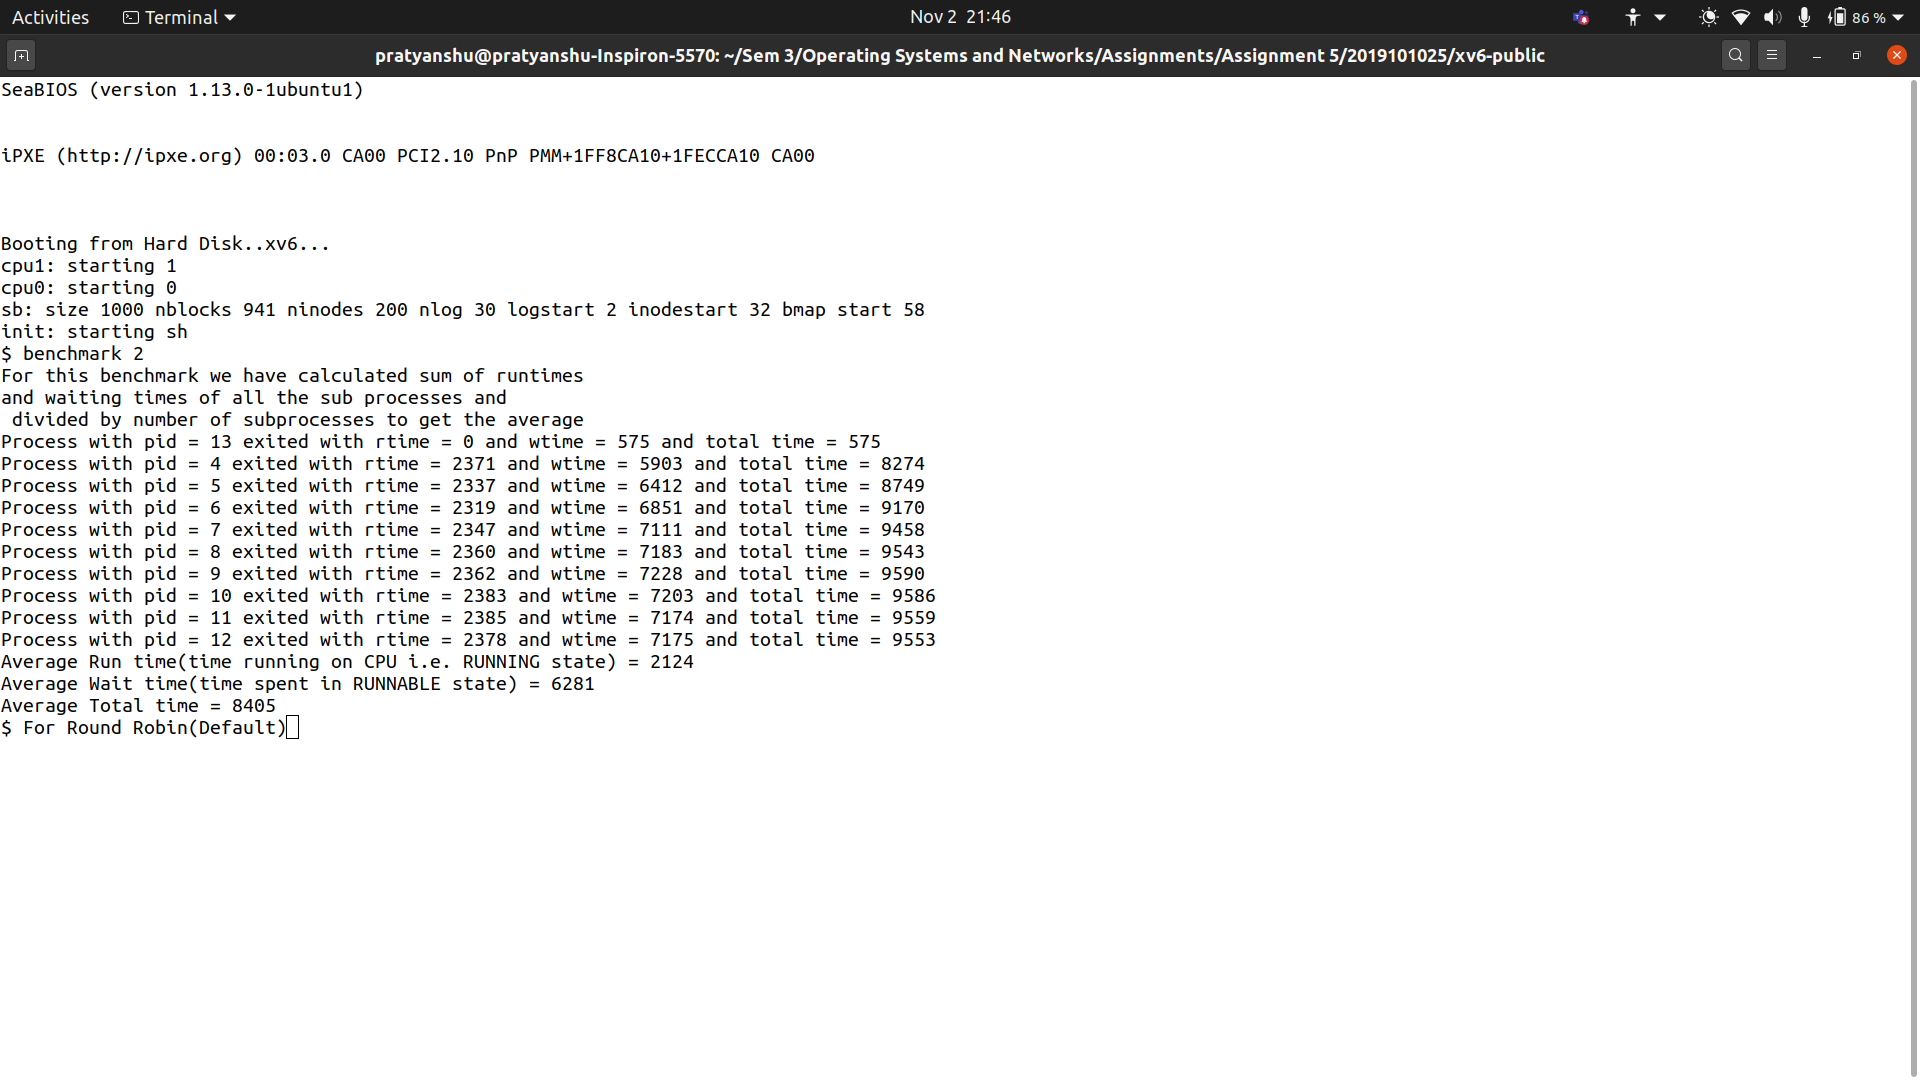 Activities
Terminal
Nov 2 21:46
86 %
pratyanshu@pratyanshu-Inspiron-5570: ~/Sem 3/Operating Systems and Networks/Assignments/Assignment 5/2019101025/xv6-public
SeaBIOS (version 1.13.0-1ubuntu1)
iPXE (http://ipxe.org) 00:03.0 CA00 PCI2.10 PnP PMM+1FF8CA10+1FECCA10 CA00
Booting from Hard Disk..xv6...
cpu1: starting 1
cpu0: starting 0
sb: size 1000 nblocks 941 ninodes 200 nlog 30 logstart 2 inodestart 32 bmap start 58
init: starting sh
$ benchmark 2
For this benchmark we have calculated sum of runtimes
and waiting times of all the sub processes and
 divided by number of subprocesses to get the average
Process with pid = 13 exited with rtime = 0 and wtime = 575 and total time = 575
Process with pid = 4 exited with rtime = 2371 and wtime = 5903 and total time = 8274
Process with pid = 5 exited with rtime = 2337 and wtime = 6412 and total time = 8749
Process with pid = 6 exited with rtime = 2319 and wtime = 6851 and total time = 9170
Process with pid = 7 exited with rtime = 2347 and wtime = 7111 and total time = 9458
Process with pid = 8 exited with rtime = 2360 and wtime = 7183 and total time = 9543
Process with pid = 9 exited with rtime = 2362 and wtime = 7228 and total time = 9590
Process with pid = 10 exited with rtime = 2383 and wtime = 7203 and total time = 9586
Process with pid = 11 exited with rtime = 2385 and wtime = 7174 and total time = 9559
Process with pid = 12 exited with rtime = 2378 and wtime = 7175 and total time = 9553
Average Run time(time running on CPU i.e. RUNNING state) = 2124
Average Wait time(time spent in RUNNABLE state) = 6281
Average Total time = 8405
$ For Round Robin(Default)